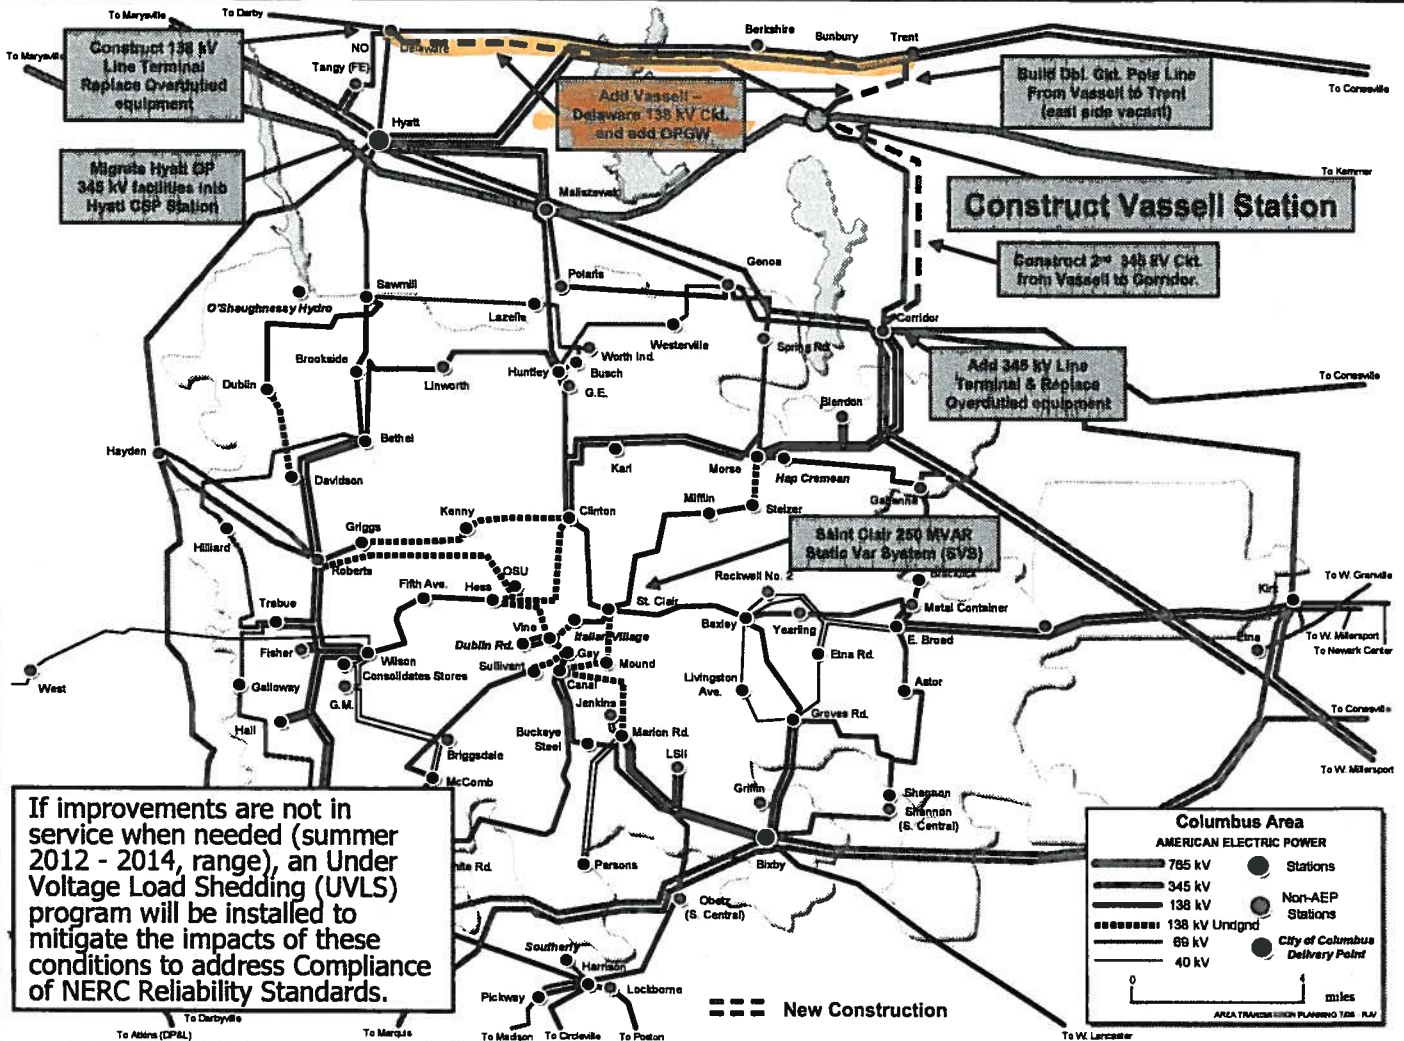 To Marysville
To Darby
To Marysville
Construct 138 kV
Line Terminal
Replace Overdutied
equipment
NO
Delaware
Tangy (FE)
Berkshire
Bunbury
Trent
Build Dbl. Ckt. Pole Line
From Vassell to Trent
(east side vacant)
To Conesville
Add Vassell –
Delaware 138 kV Ckt.
and add OPGW
Hyatt
Migrate Hyatt OP
345 kV facilities into
Hyatt CSP Station
Maliszewski
To Kammer
Construct Vassell Station
Construct 2nd 345 kV Ckt.
from Vassell to Corridor.
Genoa
Polaris
Sawmill
O'Shaughnessy Hydro
Lazelle
Westerville
Corridor
Spring Rd.
Worth Ind.
Busch
G.E.
Huntley
Brookside
Linworth
Dublin
Add 345 kV Line
Terminal & Replace
Overdutied equipment
To Conesville
Blendon
Bethel
Hayden
Karl
Morse
Hap Cremean
Davidson
Gahanna
Mifflin
Stelzer
Kenny
Clinton
Griggs
Hilliard
Saint Clair 250 MVAR
Static Var System (SVS)
Roberts
OSU
Fifth Ave.
Hess
Rockwell No. 2
St. Clair
Metal Container
Kirk
To W. Granville
Trabue
Vine
Italian Village
Bexley
Yearling
E. Broad
Etna
To W. Millersport
To Newark Center
Dublin Rd.
Fisher
Gay
Wilson
Sullivant
Mound
Etna Rd.
Consolidates Stores
Canal
West
Galloway
G.M.
Livingston
Ave.
Astor
Jenkins
Groves Rd.
To Conesville
Hall
Buckeye
Steel
Marion Rd.
Briggsdale
LSII
McComb
To W. Millersport
Griffin
Shannon
Shannon
(S. Central)
If improvements are not in
service when needed (summer
2012 - 2014, range), an Under
Voltage Load Shedding (UVLS)
program will be installed to
mitigate the impacts of these
conditions to address Compliance
of NERC Reliability Standards.
Parsons
Bixby
Obetz
(S. Central)
Southerly
Harrison
Lockborne
Pickway
Columbus Area
AMERICAN ELECTRIC POWER
765 kV
345 kV
138 kV
138 kV Undgnd
69 kV
40 kV
Stations
Non-AEP
Stations
City of Columbus
Delivery Point
0 4
miles
AREA TRANSMISSION PLANNING
New Construction
To Atkins (DP&L)
To Darbyville
To Marquis
To Madison
To Circleville
To Poston
To W. Lancaster